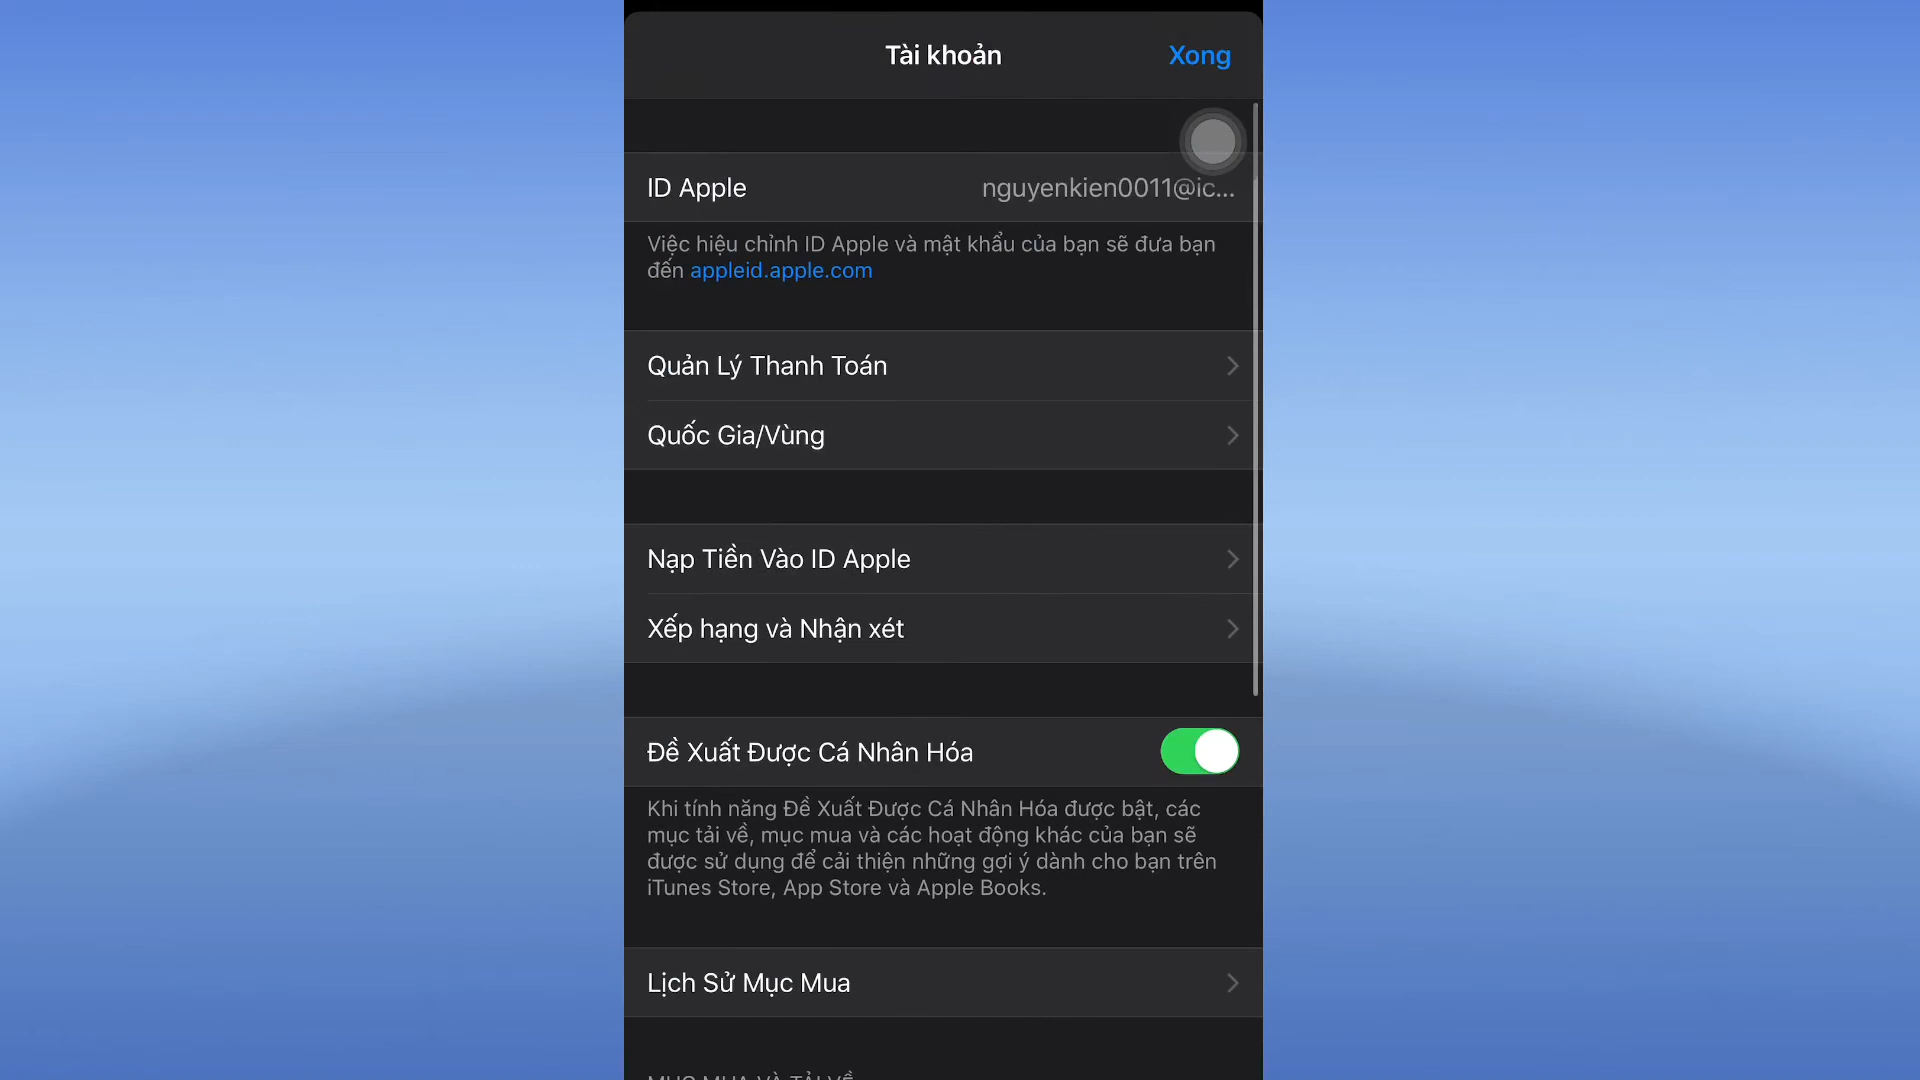 Tài khoản
Xong
ID Apple
nguyenkien0011@ic...
Việc hiệu chỉnh ID Apple và mật khẩu của bạn sẽ đưa bạn
đến appleid.apple.com
Quản Lý Thanh Toán
Quốc Gia/Vùng
Nạp Tiền Vào ID Apple
Xếp hạng và Nhận xét
Đề Xuất Được Cá Nhân Hóa
Khi tính năng Đề Xuất Được Cá Nhân Hóa được bật, các
mục tải về, mục mua và các hoạt động khác của bạn sẽ
được sử dụng để cải thiện những gợi ý dành cho bạn trên
iTunes Store, App Store và Apple Books.
Lịch Sử Mục Mua
MỤC MUA VÀ TẢI VỀ